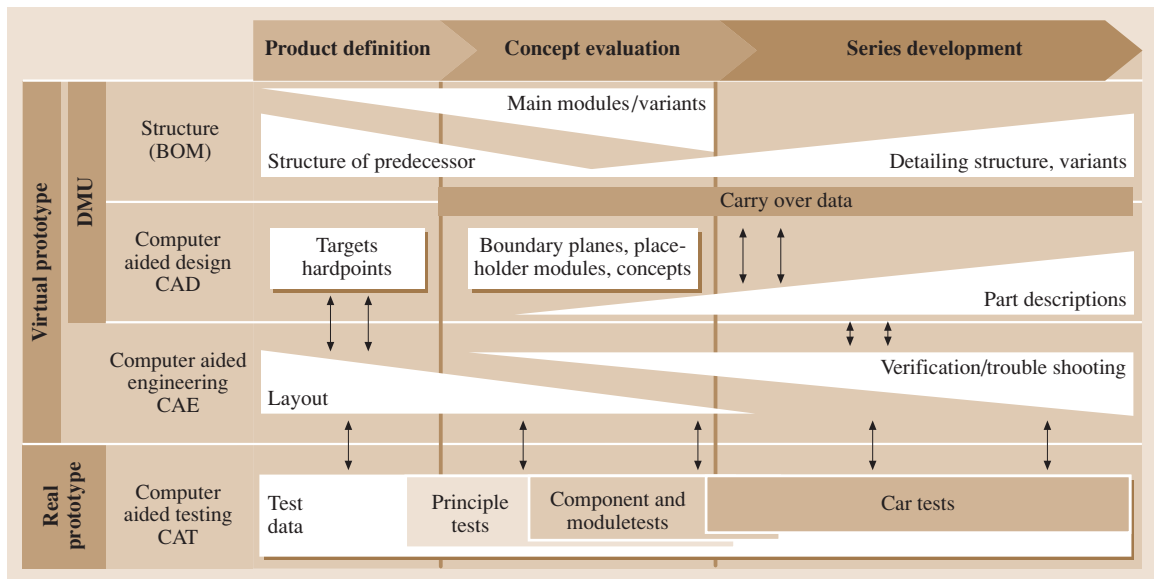 Product definition
Concept evaluation
Series development
Virtual prototype
DMU
Structure
(BOM)
Main modules/variants
Structure of predecessor
Detailing structure, variants
Carry over data
Computer
aided design
CAD
Targets
hardpoints
Boundary planes, place-
holder modules, concepts
Part descriptions
Computer aided
engineering
CAE
Layout
Verification/trouble shooting
Real
prototype
Computer
aided testing
CAT
Test
data
Principle
tests
Component and
moduletests
Car tests